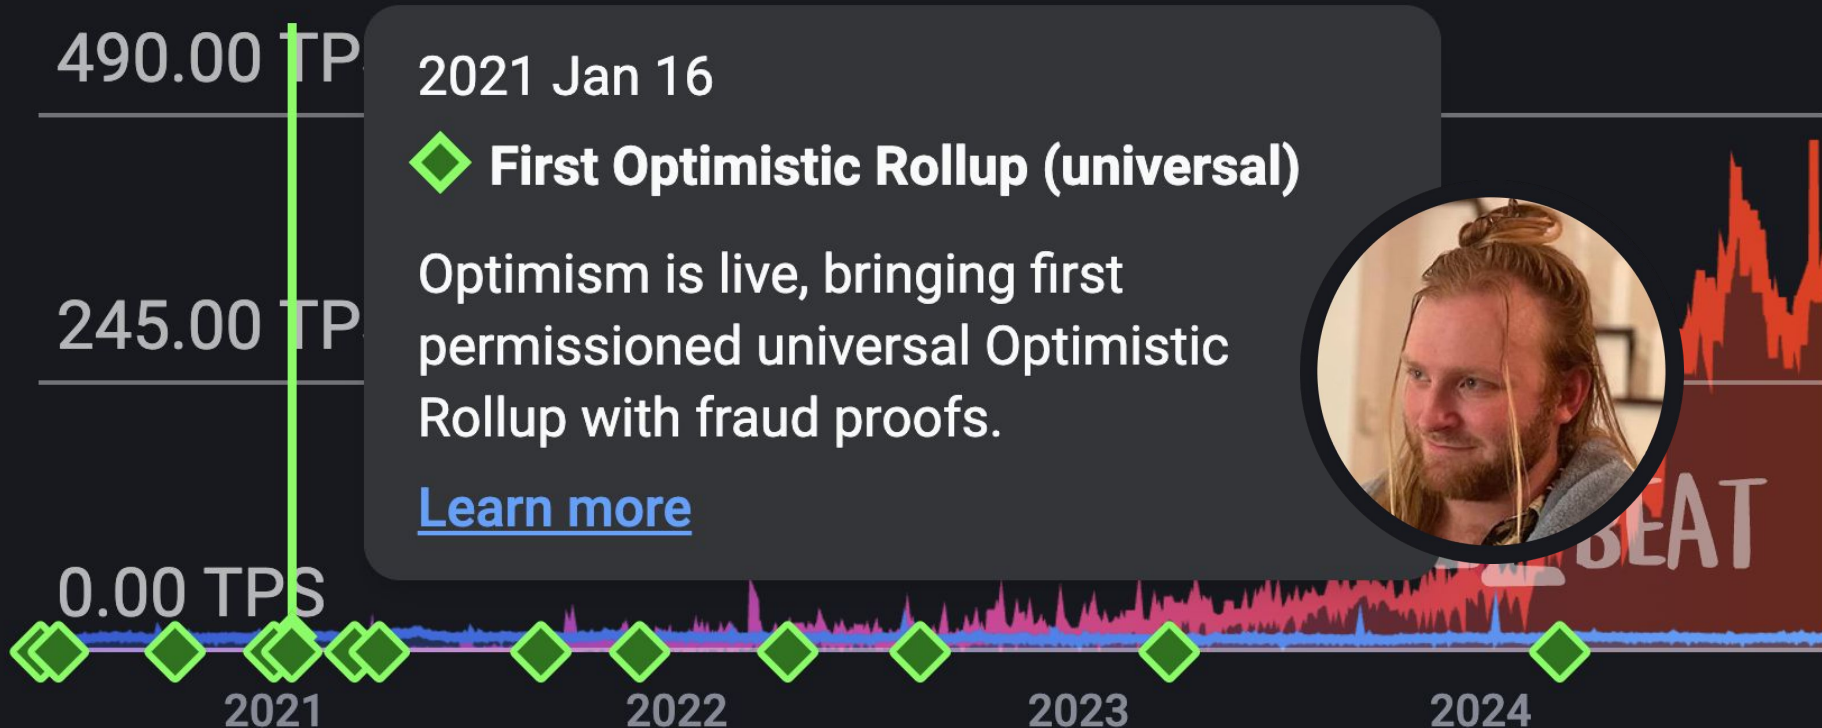 490.00 TP
2021 Jan 16
First Optimistic Rollup (universal)
Optimism is live, bringing first
permissioned universal Optimistic
Rollup with fraud proofs.
Learn more
245.00 TP
0.00 TPS
BEAT
2021
2022
2023
2024